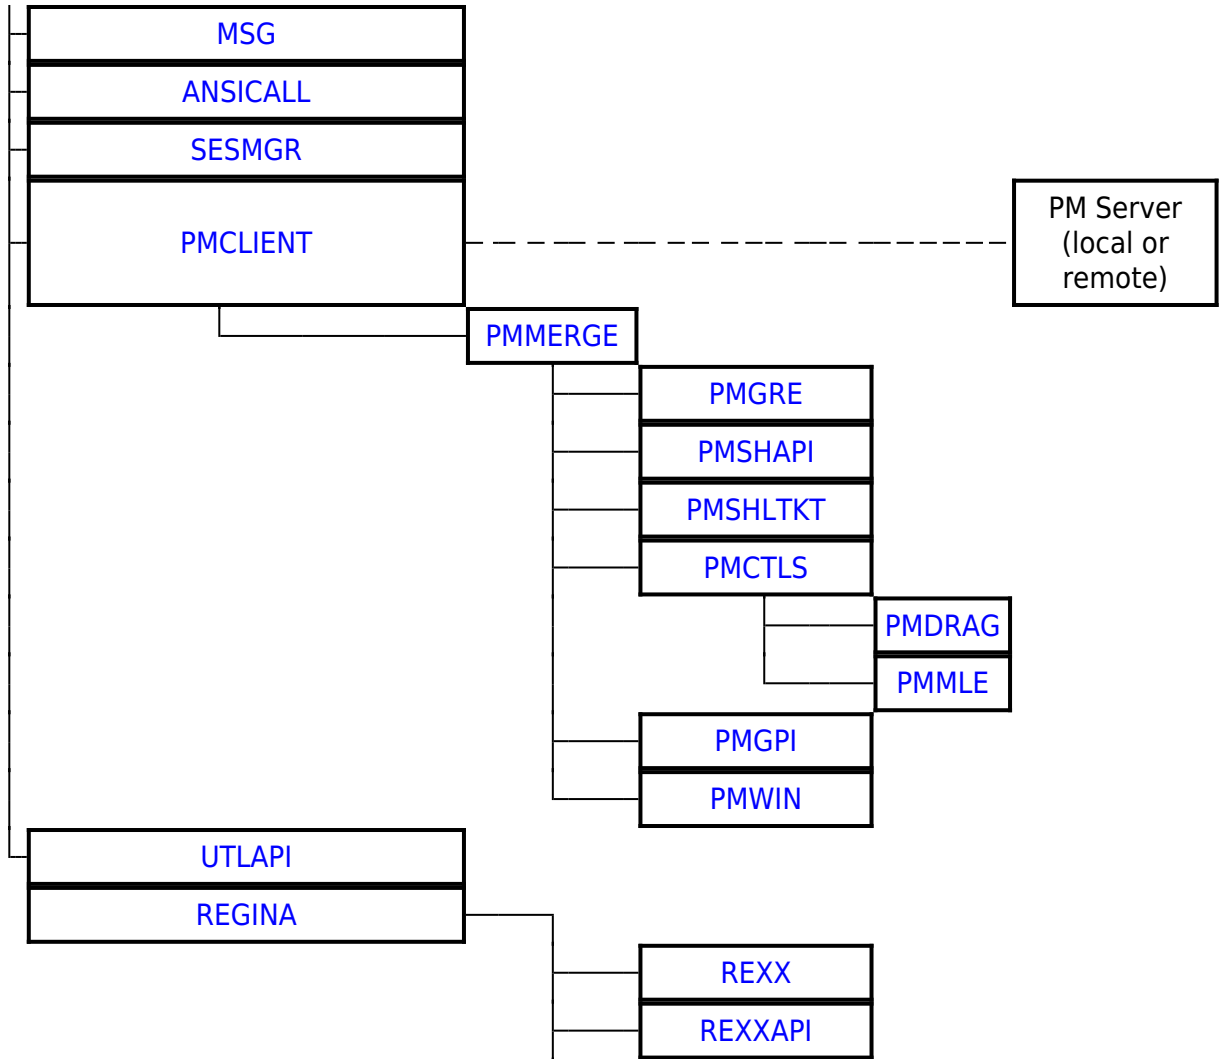 MSG
ANSICALL
SESMGR
PMCLIENT
PM Server
(local or
remote)
PMMERGE
PMGRE
PMSHAPI
PMSHLTKT
PMCTLS
PMDRAG
PMMLE
PMGPI
PMWIN
UTLAPI
REGINA
REXX
REXXAPI